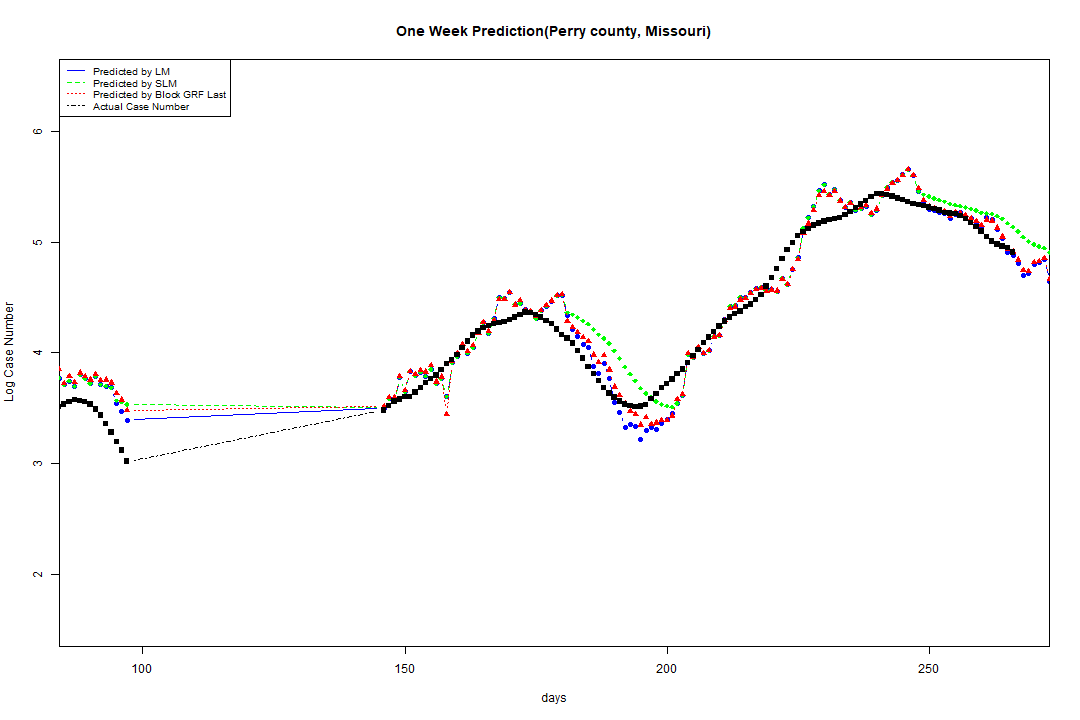 One Week Prediction(Perry county, Missouri)
Predicted by LM
Predicted by SLM
Predicted by Block GRF Last
Actual Case Number
6
5
4
3
2
Log Case Number
100 150 200 250
days